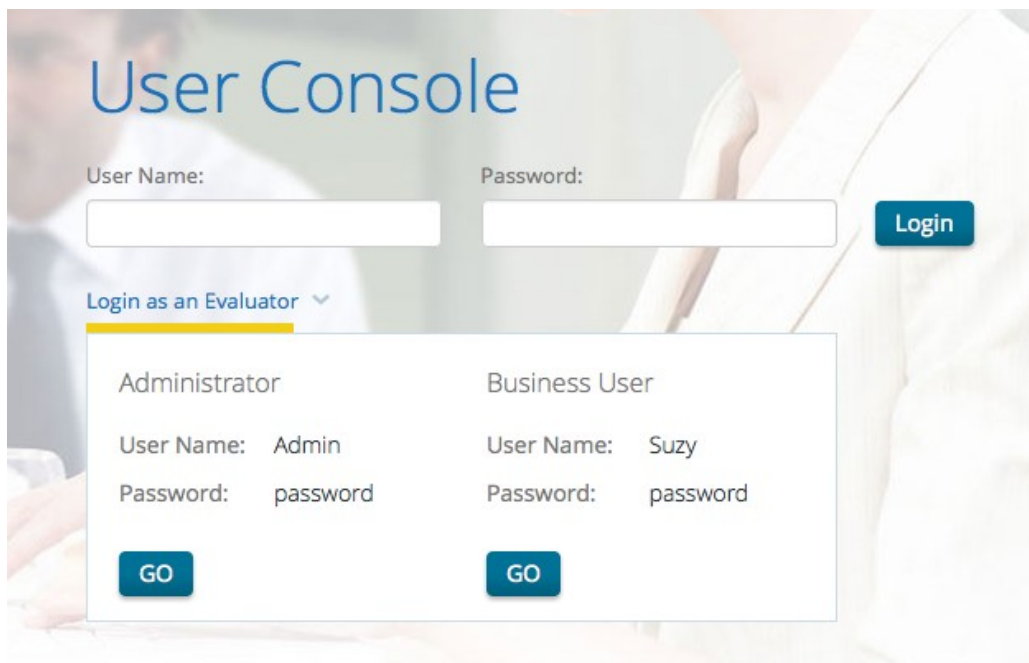 User Console
User Name: Password:
Login
Login as an Evaluator
Administrator Business User
User Name: Admin User Name: Suzy
Password: password Password: password
GO GO